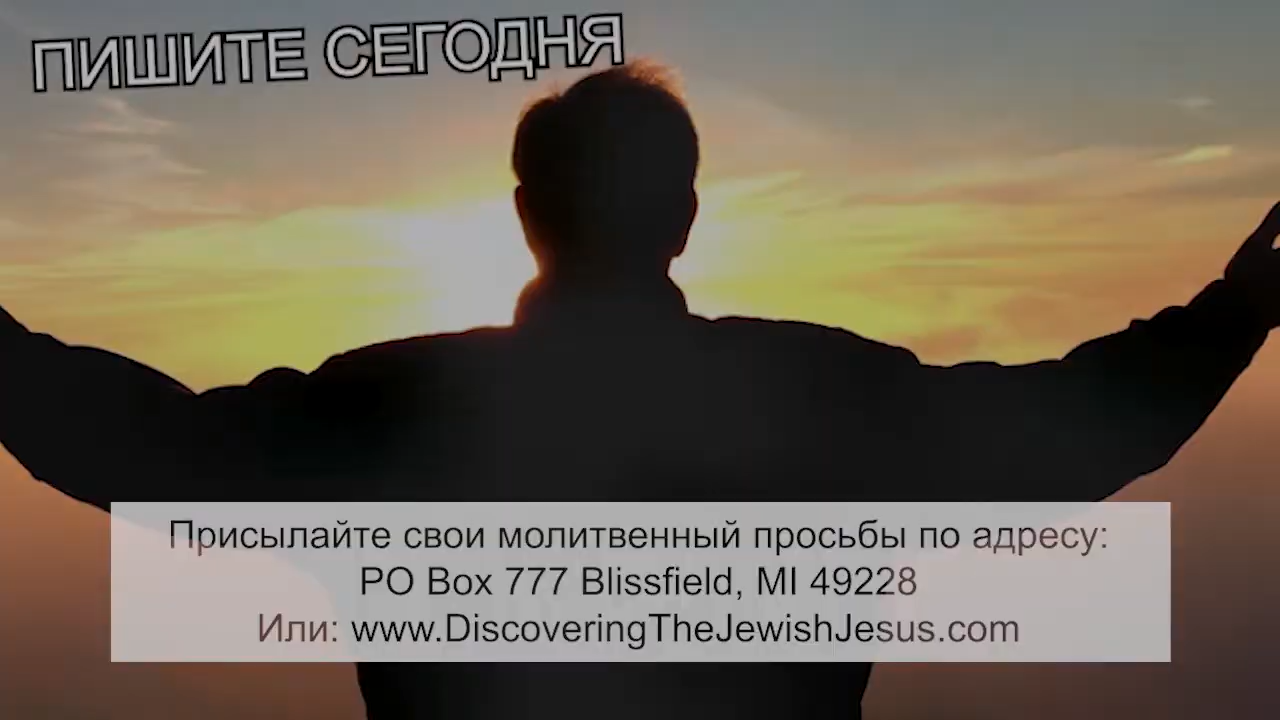 ПИШИТЕ СЕГОДНЯ
Присылайте свои молитвенный просьбы по адресу:
PO Box 777 Blissfield, MI 49228
Или: www.DiscoveringTheJewishJesus.com